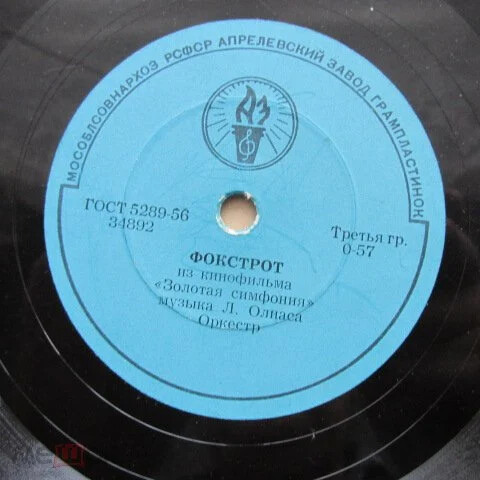 МОСОБЛСОВНАРХОЗ РСФСР АПРЕЛЕВСКИЙ ЗАВОД ГРАМПЛАСТИНОК
АЗ
ГОСТ 5289-56
34892
Третья гр.
0-57
ФОКСТРОТ
из кинофильма
«Золотая симфония»
музыка Л. Олиаса
Оркестр